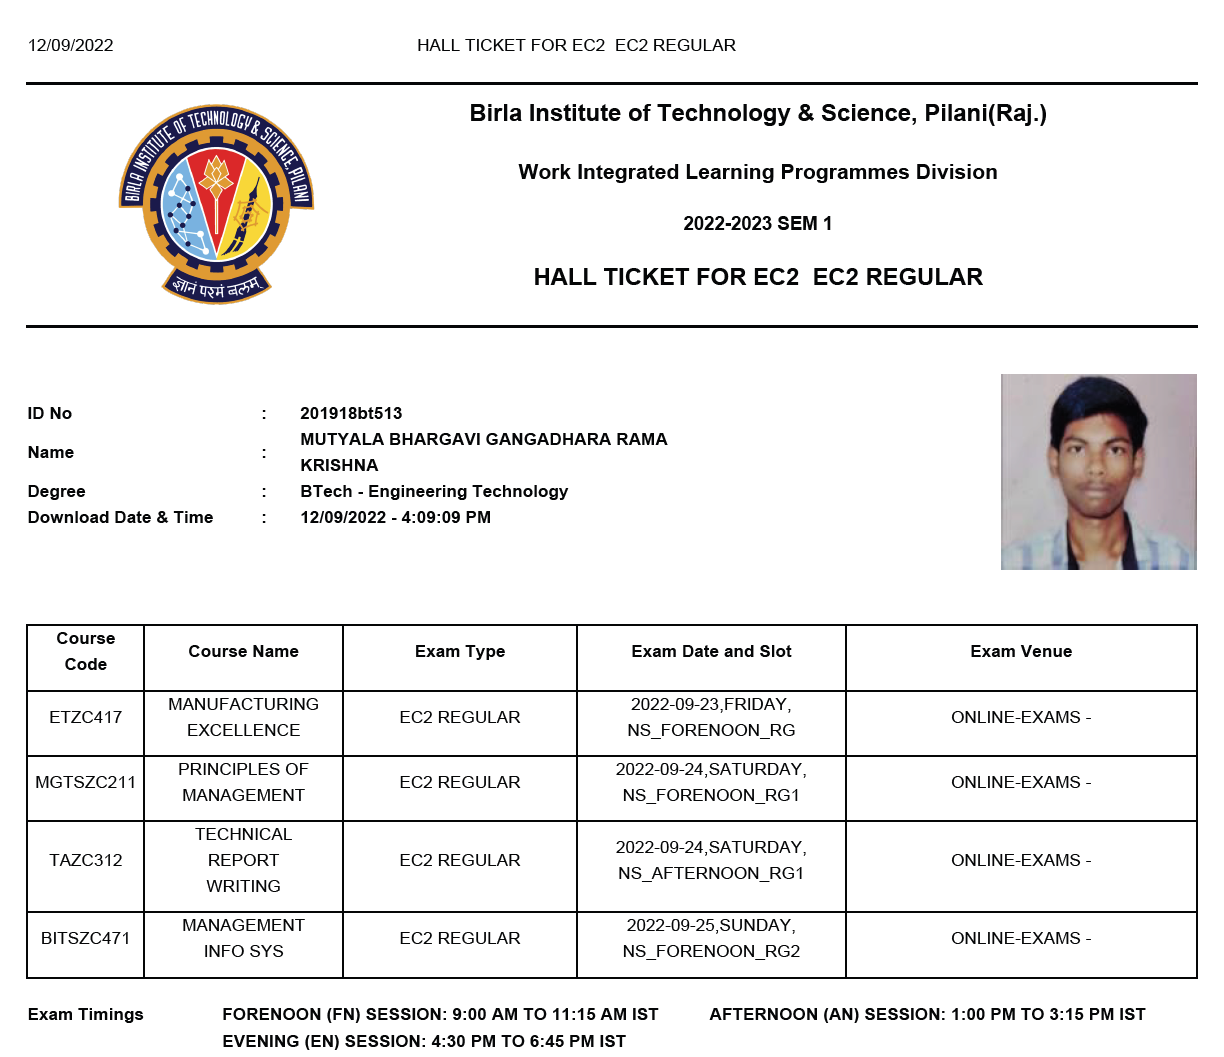 12/09/2022 HALL TICKET FOR EC2  EC2 REGULAR
BIRLA INSTITUTE OF TECHNOLOGY & SCIENCE, PILANI
ज्ञानं परमं बलम्
Birla Institute of Technology & Science, Pilani(Raj.)
Work Integrated Learning Programmes Division
2022-2023 SEM 1
HALL TICKET FOR EC2  EC2 REGULAR
ID No : 201918bt513
Name : MUTYALA BHARGAVI GANGADHARA RAMA
KRISHNA
Degree : BTech - Engineering Technology
Download Date & Time : 12/09/2022 - 4:09:09 PM
Course
Code
Course Name
Exam Type
Exam Date and Slot
Exam Venue
ETZC417
MANUFACTURING
EXCELLENCE
EC2 REGULAR
2022-09-23,FRIDAY,
NS_FORENOON_RG
ONLINE-EXAMS -
MGTSZC211
PRINCIPLES OF
MANAGEMENT
EC2 REGULAR
2022-09-24,SATURDAY,
NS_FORENOON_RG1
ONLINE-EXAMS -
TAZC312
TECHNICAL
REPORT
WRITING
EC2 REGULAR
2022-09-24,SATURDAY,
NS_AFTERNOON_RG1
ONLINE-EXAMS -
BITSZC471
MANAGEMENT
INFO SYS
EC2 REGULAR
2022-09-25,SUNDAY,
NS_FORENOON_RG2
ONLINE-EXAMS -
Exam Timings FORENOON (FN) SESSION: 9:00 AM TO 11:15 AM IST AFTERNOON (AN) SESSION: 1:00 PM TO 3:15 PM IST
EVENING (EN) SESSION: 4:30 PM TO 6:45 PM IST